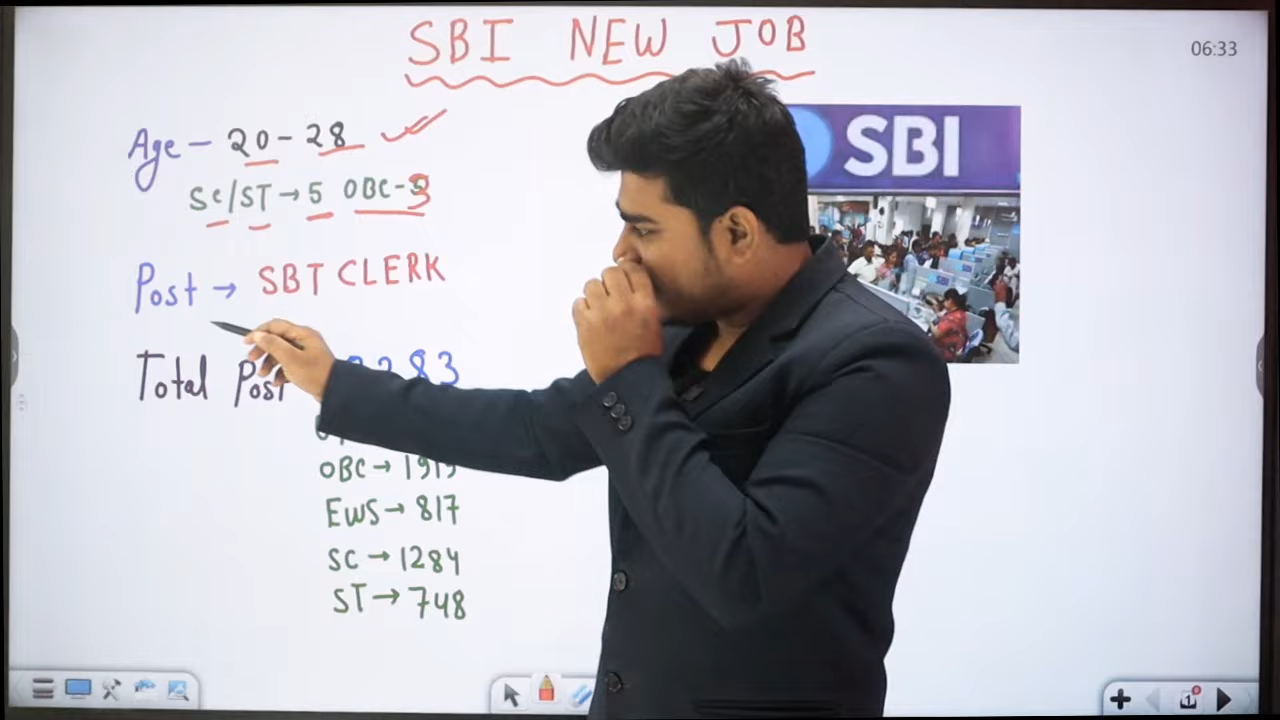 SBI NEW JOB
06:33
Age - 20 - 28
SC/ST → 5 OBC - 3
SBI
Post → SBI CLERK
Total Post
OBC →
EWS → 817
SC → 1284
ST → 748
1